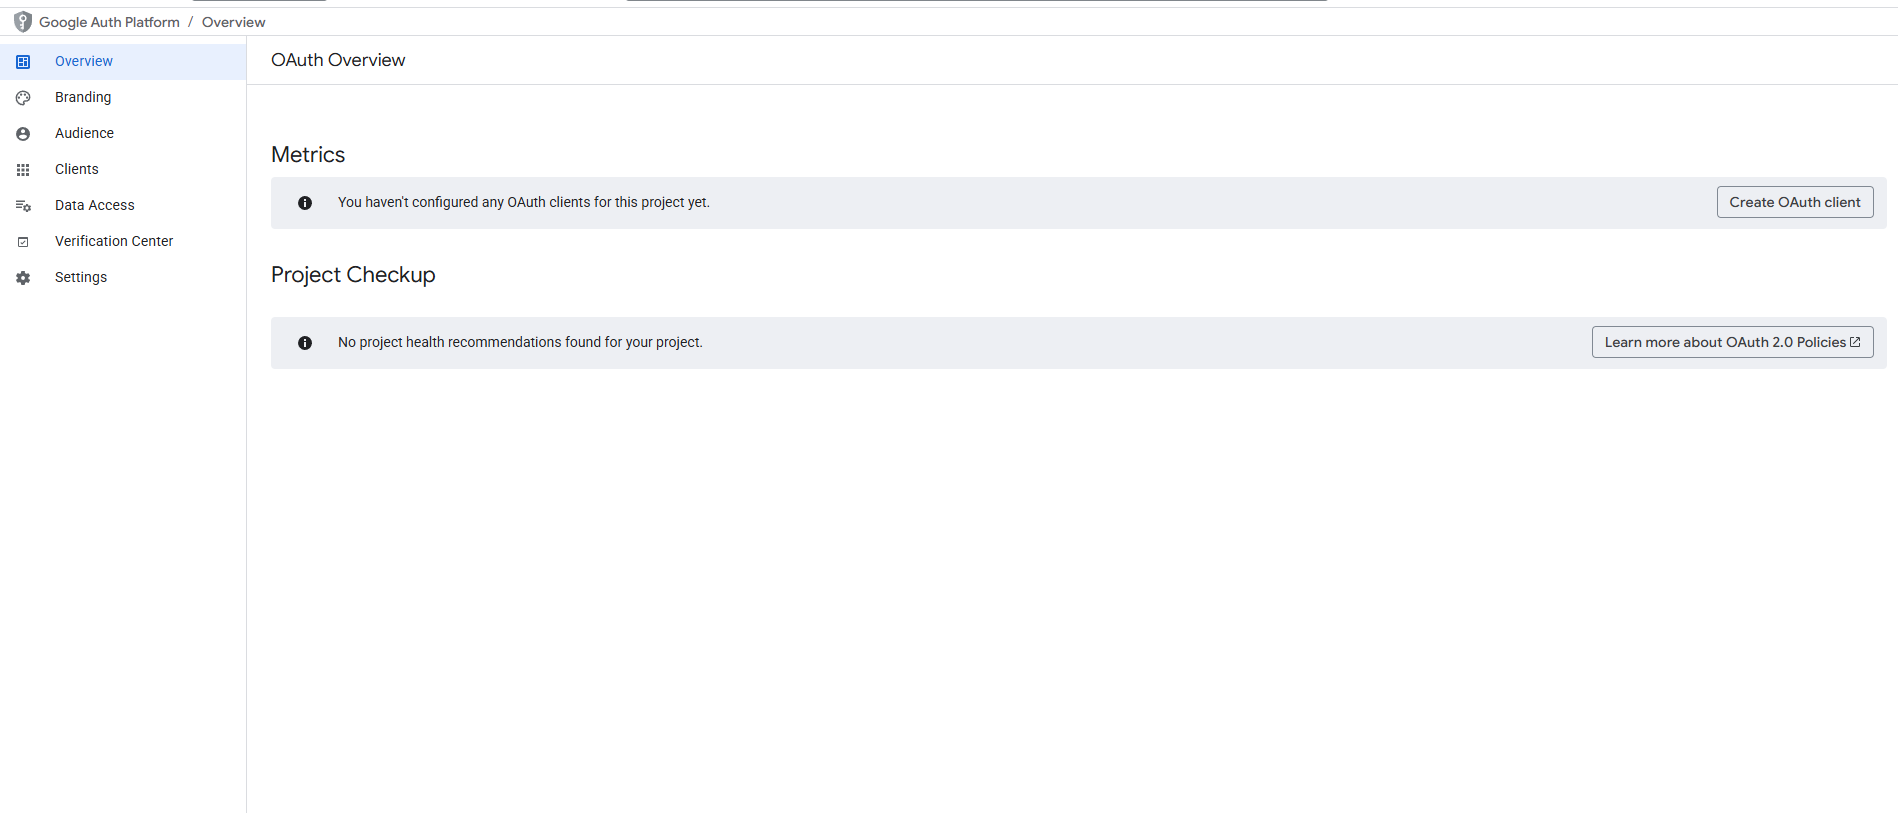 Google Auth Platform / Overview
Overview
Branding
Audience
Clients
Data Access
Verification Center
Settings
OAuth Overview
Metrics
You haven't configured any OAuth clients for this project yet.
Create OAuth client
Project Checkup
No project health recommendations found for your project.
Learn more about OAuth 2.0 Policies